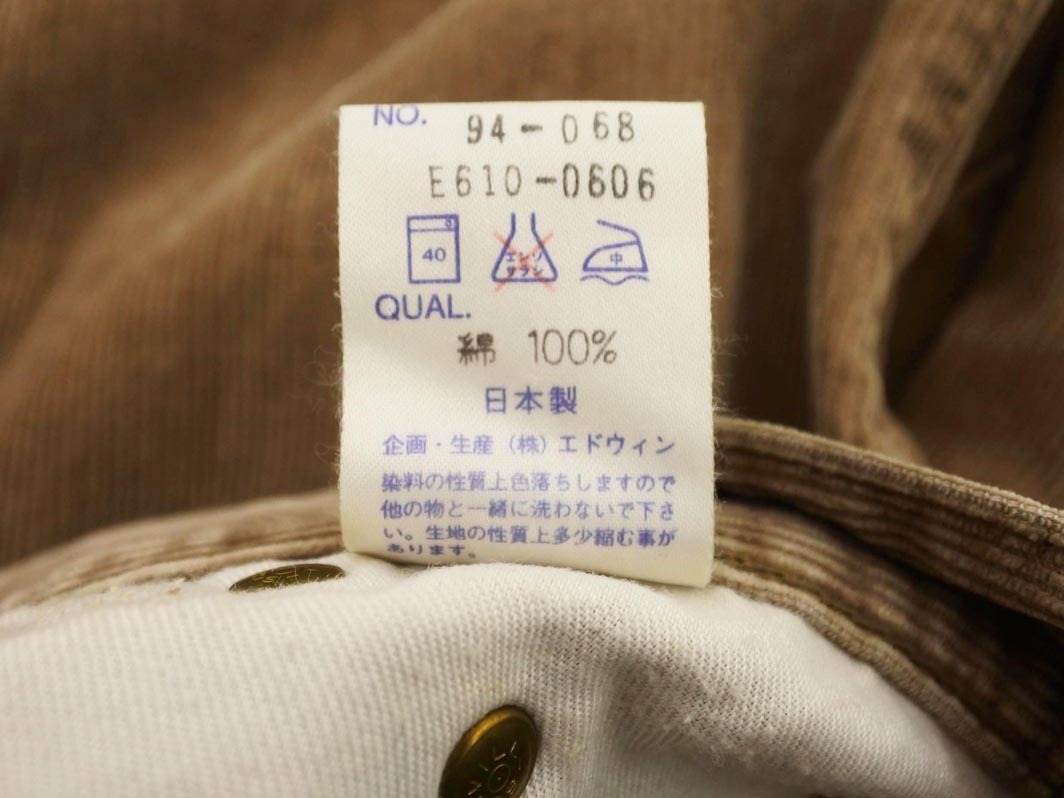 NO. 94-068
E610-0606
40 エンソ サラシ 中
QUAL.
綿 100%
日本製
企画・生産 (株) エドウィン
染料の性質上色落ちしますので
他の物と一緒に洗わないで下さ
い。生地の性質上多少縮む事が
あります。